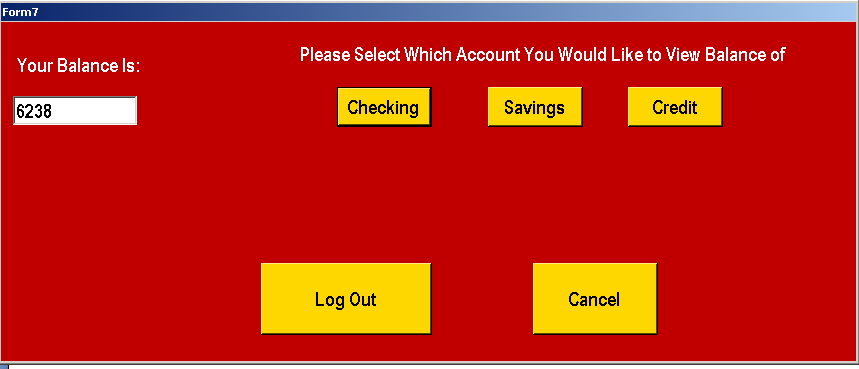 Form7
Please Select Which Account You Would Like to View Balance of
Your Balance Is:
6238
Checking
Savings
Credit
Log Out
Cancel